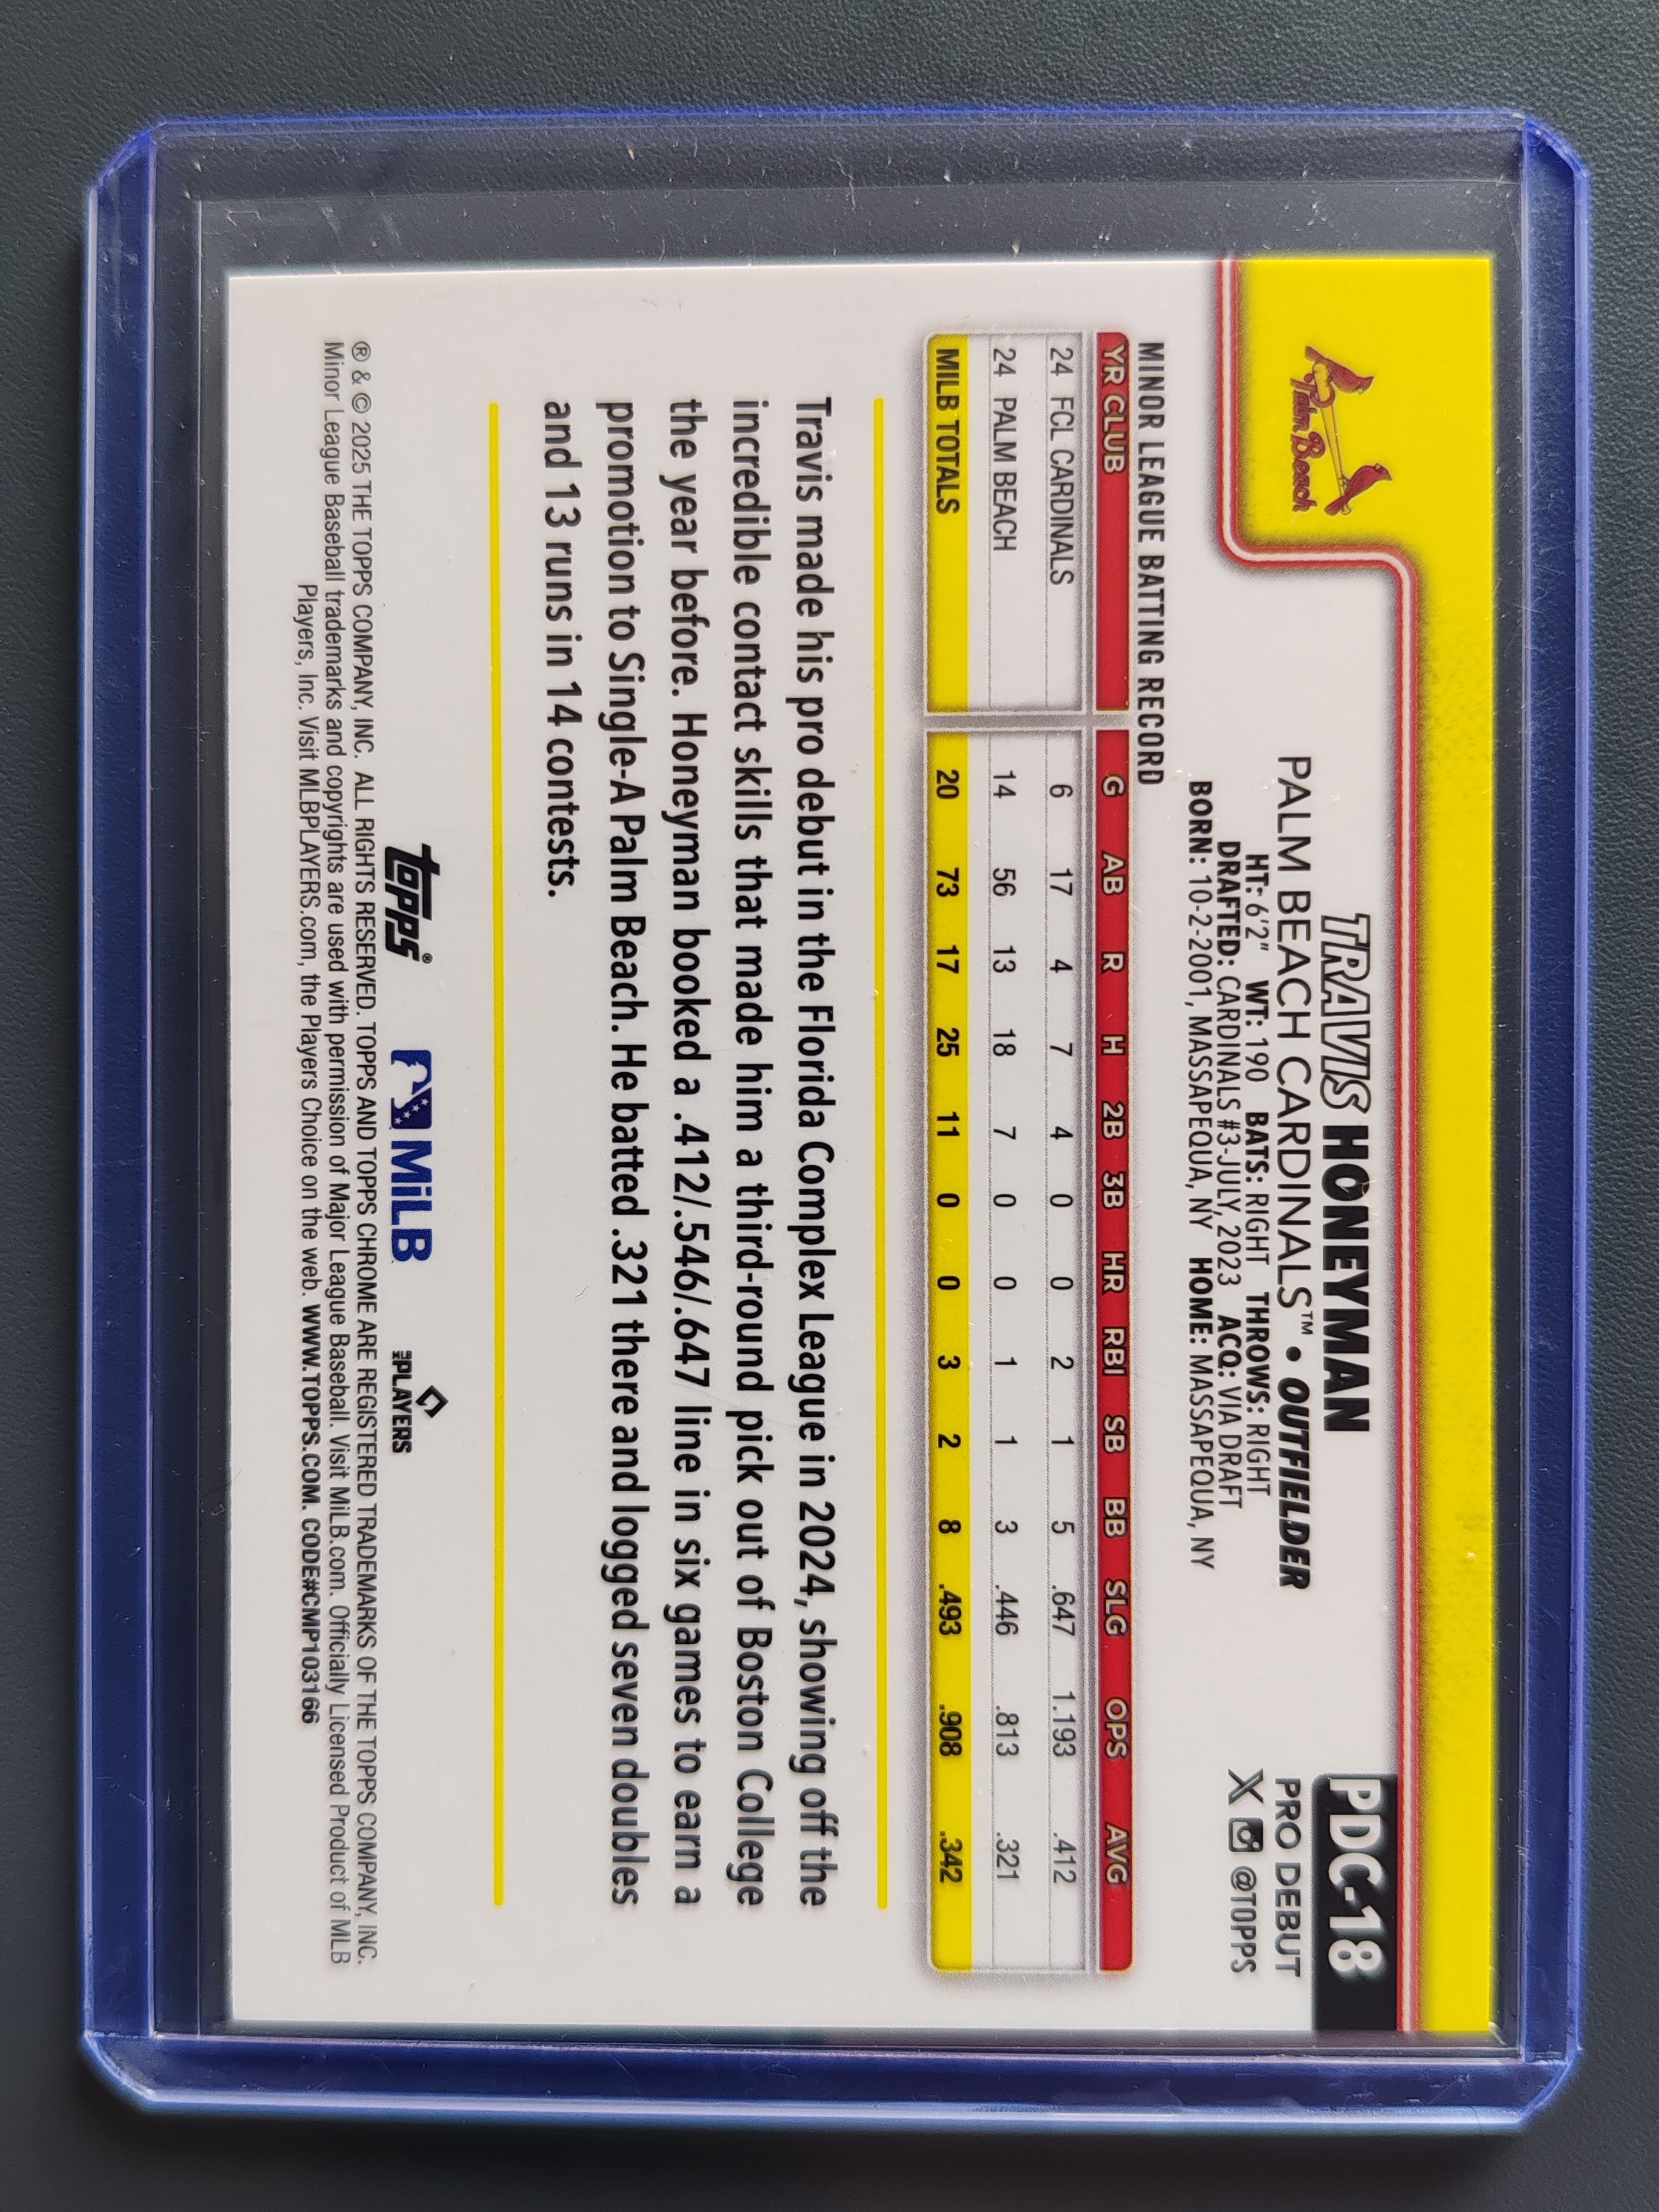 PDC-18
PRO DEBUT
X @TOPPS
Palm Beach
TRAVIS HONEYMAN
PALM BEACH CARDINALS™ • OUTFIELDER
HT: 6'2" WT: 190 BATS: RIGHT THROWS: RIGHT
DRAFTED: CARDINALS #3-JULY, 2023 ACQ: VIA DRAFT
BORN: 10-2-2001, MASSAPEQUA, NY HOME: MASSAPEQUA, NY
MINOR LEAGUE BATTING RECORD
YR CLUB G AB R H 2B 3B HR RBI SB BB SLG OPS AVG
24 FCL CARDINALS 6 17 4 7 4 0 0 2 1 5 .647 1.193 .412
24 PALM BEACH 14 56 13 18 7 0 0 1 1 3 .446 .813 .321
MILB TOTALS 20 73 17 25 11 0 0 3 2 8 .493 .908 .342
Travis made his pro debut in the Florida Complex League in 2024, showing off the
incredible contact skills that made him a third-round pick out of Boston College
the year before. Honeyman booked a .412/.546/.647 line in six games to earn a
promotion to Single-A Palm Beach. He batted .321 there and logged seven doubles
and 13 runs in 14 contests.
topps® MiLB MLB PLAYERS
® & © 2025 THE TOPPS COMPANY, INC. ALL RIGHTS RESERVED. TOPPS AND TOPPS CHROME ARE REGISTERED TRADEMARKS OF THE TOPPS COMPANY, INC.
Minor League Baseball trademarks and copyrights are used with permission of Major League Baseball. Visit MiLB.com. Officially Licensed Product of MLB
Players, Inc. Visit MLBPLAYERS.com, the Players Choice on the web. WWW.TOPPS.COM. CODE#CMP103166